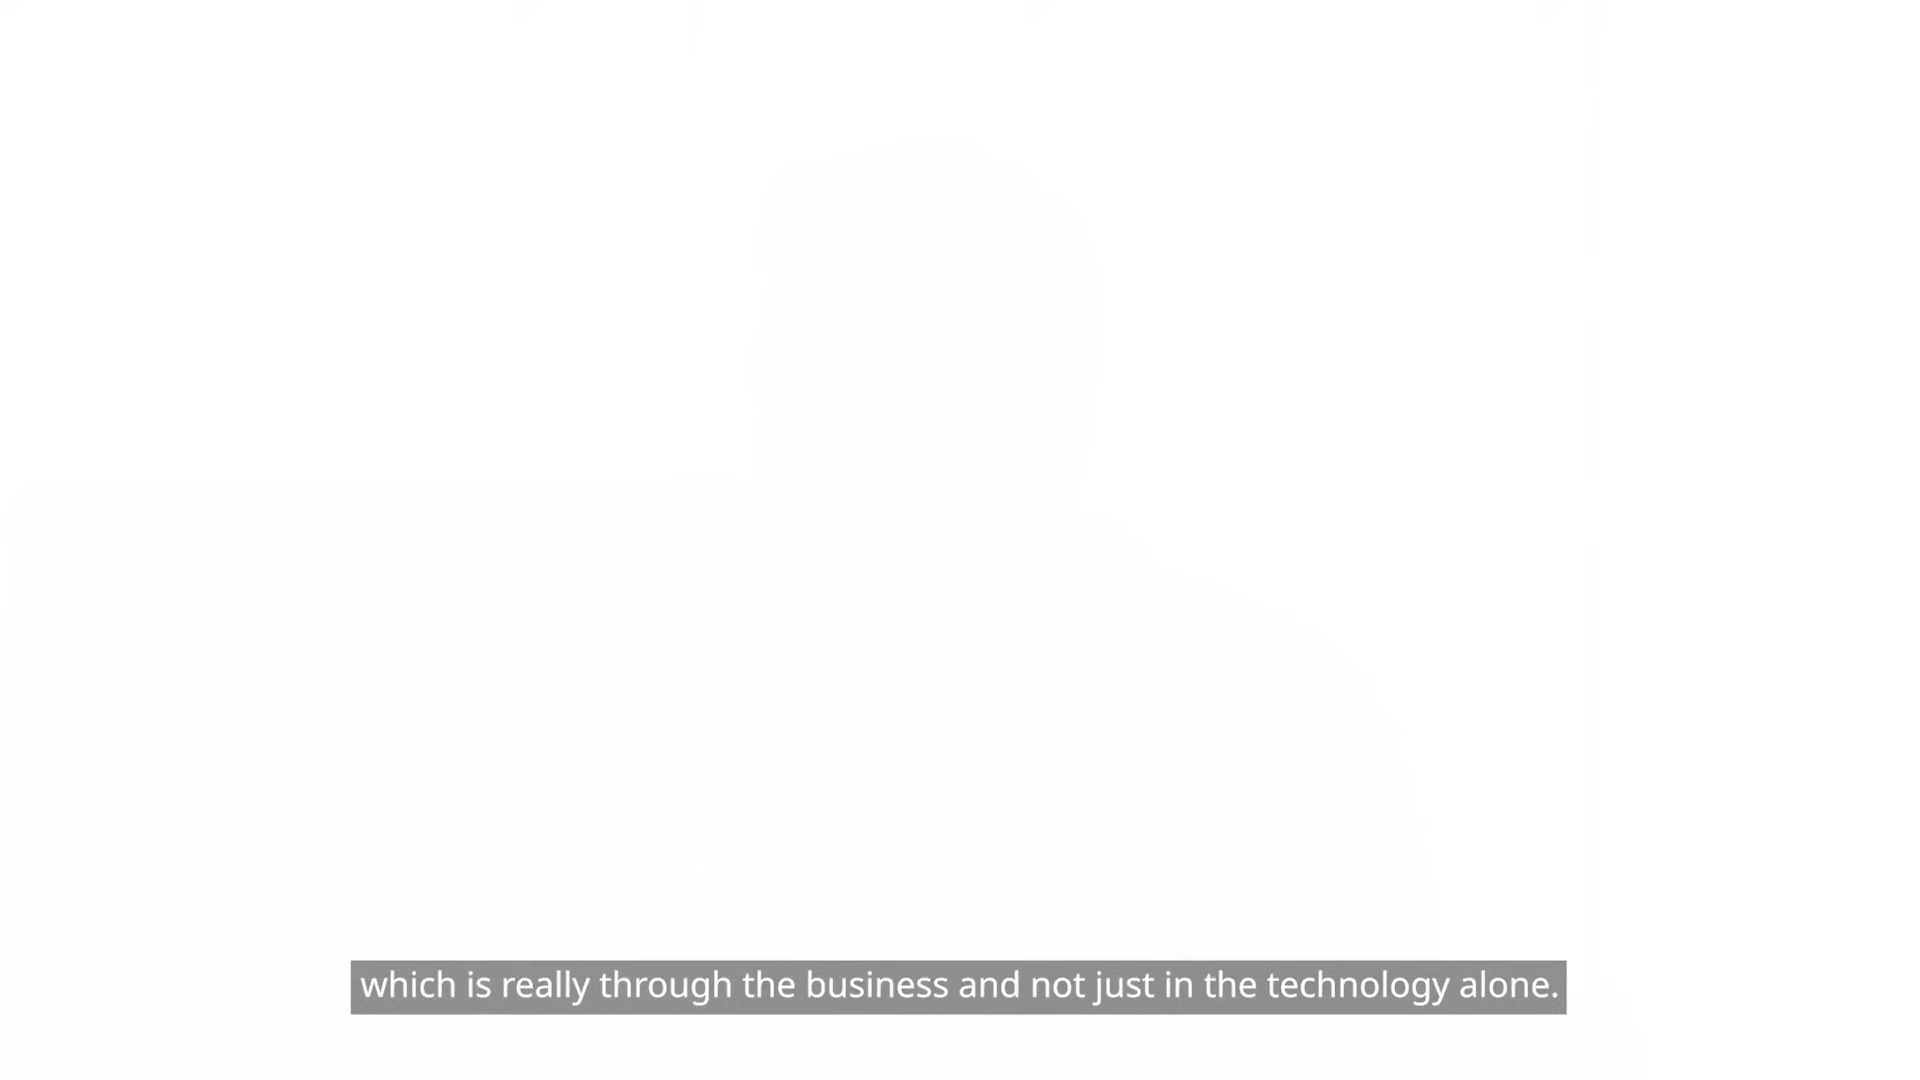 which is really through the business and not just in the technology alone.